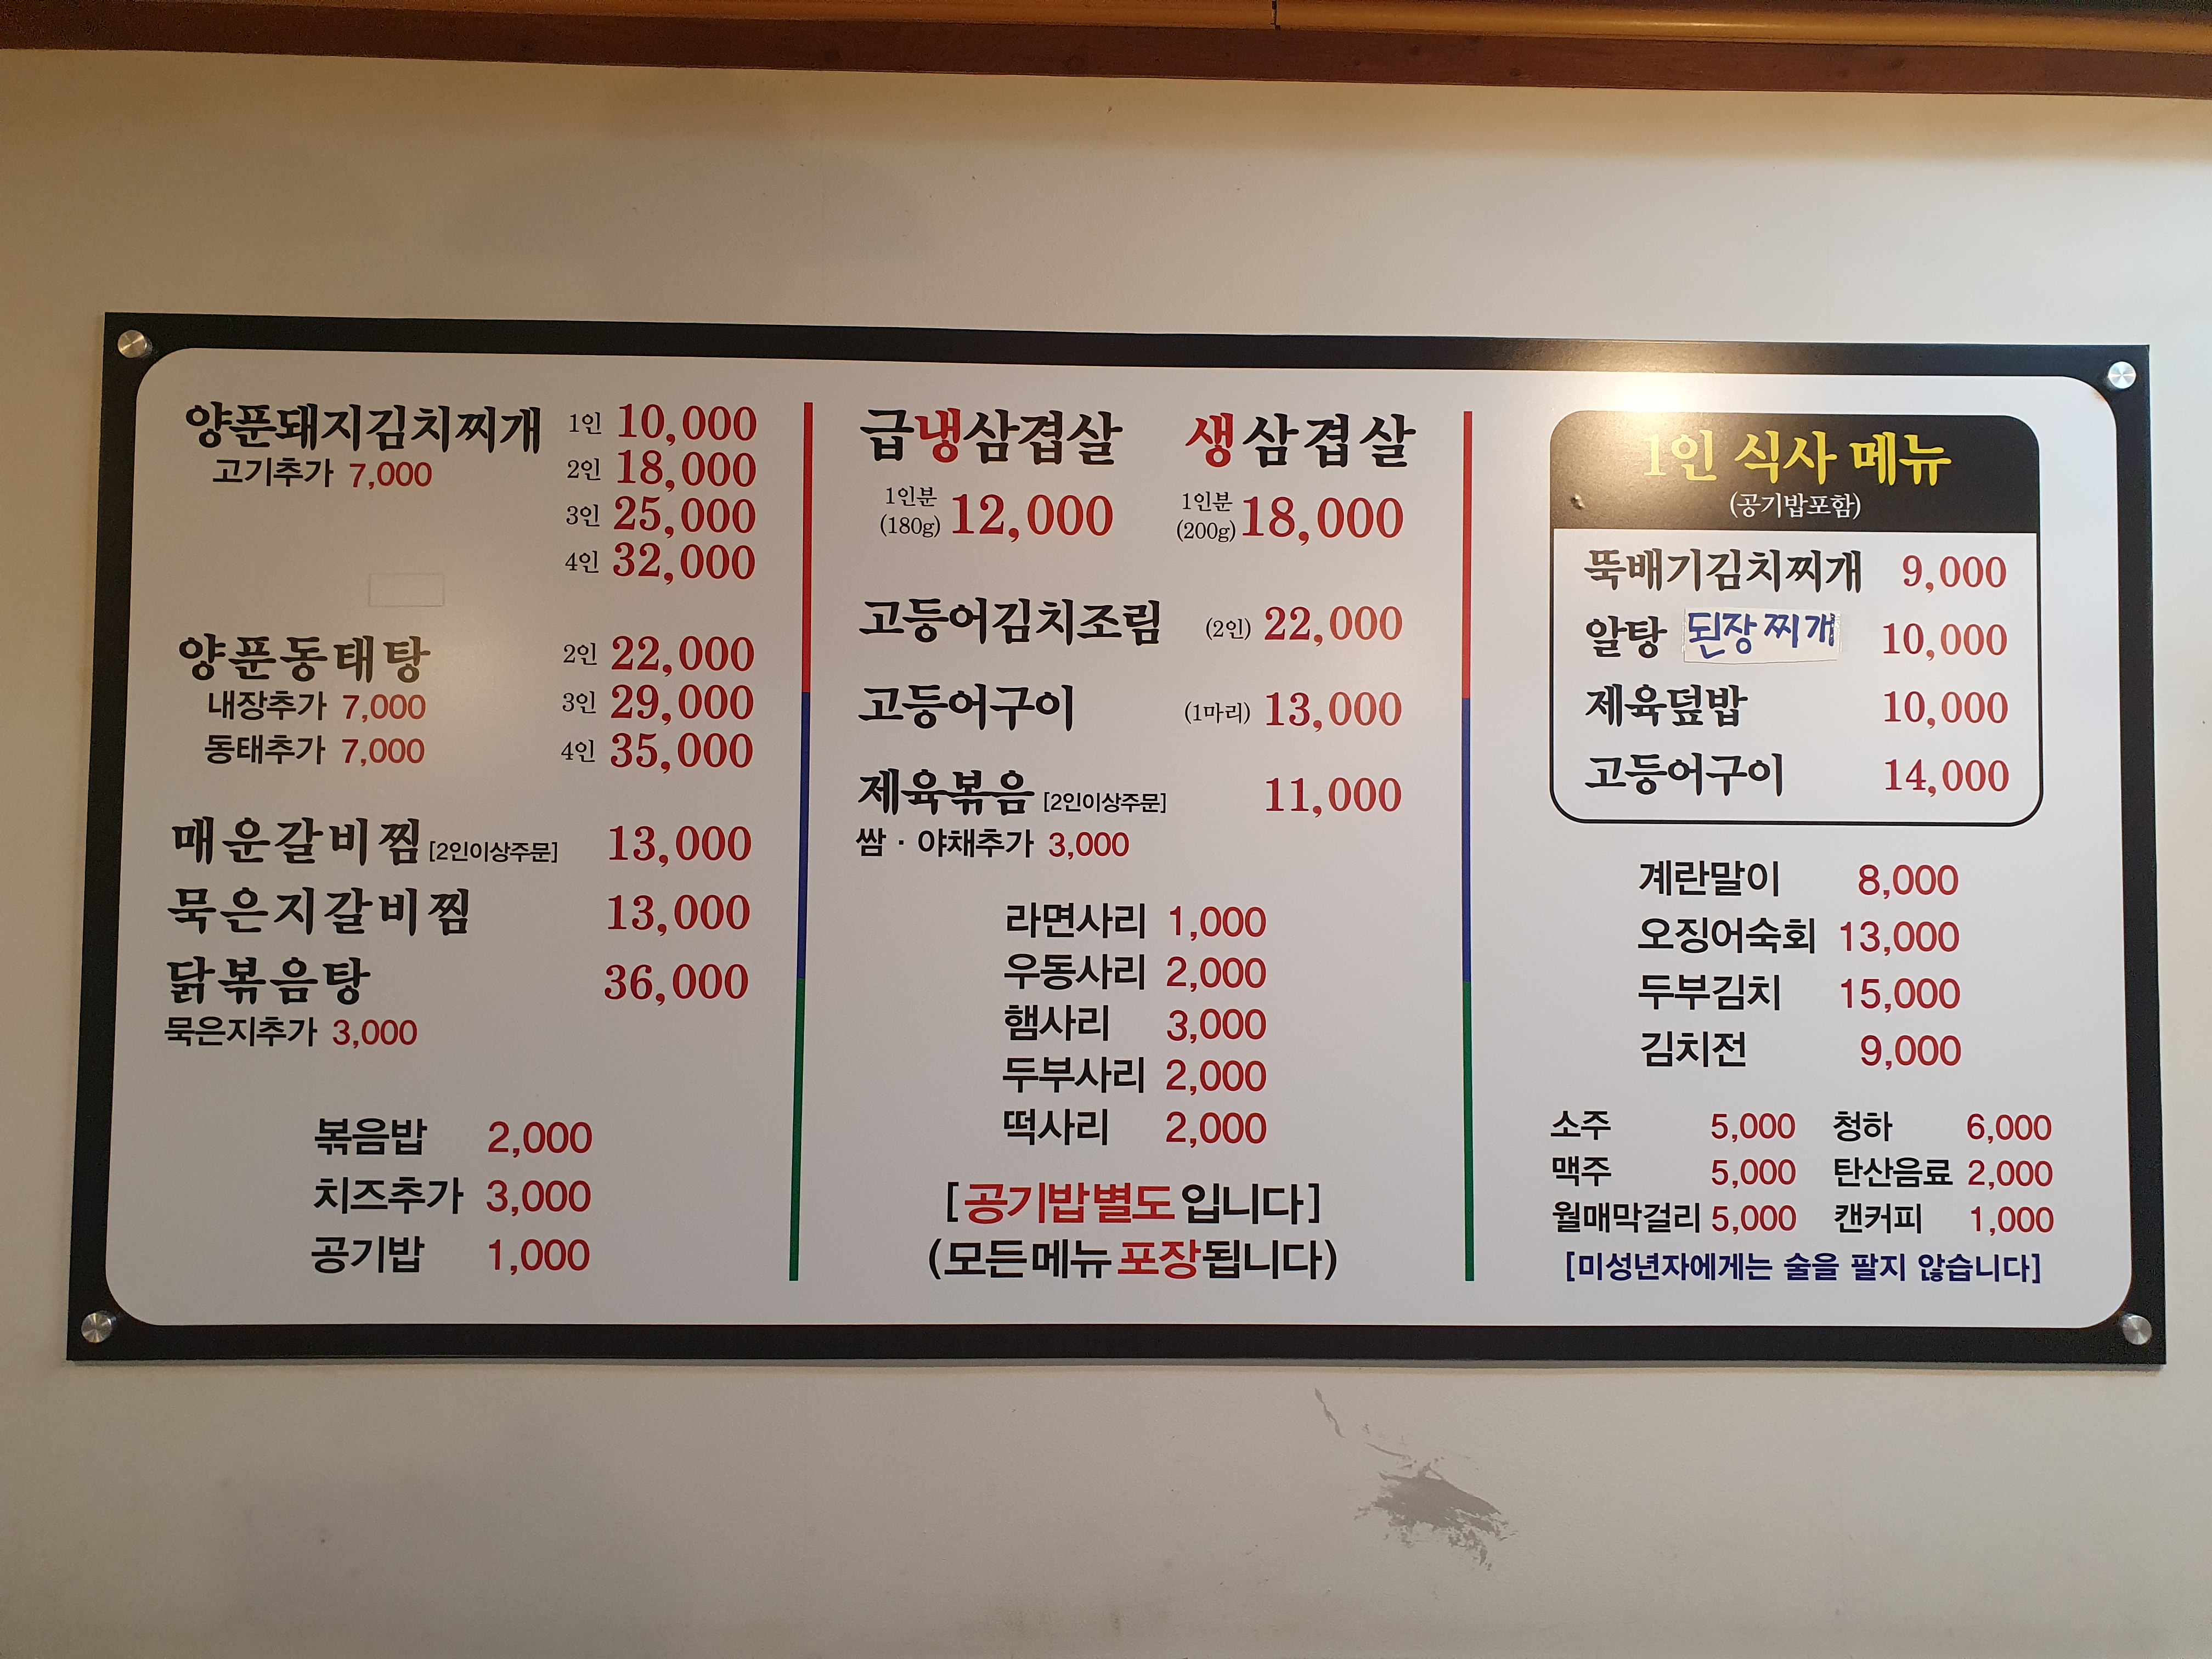 양푼돼지김치찌개 1인 10,000
고기추가 7,000 2인 18,000
3인 25,000
4인 32,000
양푼동태탕 2인 22,000
내장추가 7,000 3인 29,000
동태추가 7,000 4인 35,000
매운갈비찜 [2인이상주문] 13,000
묵은지갈비찜 13,000
닭볶음탕 36,000
묵은지추가 3,000
볶음밥 2,000
치즈추가 3,000
공기밥 1,000
급냉삼겹살 생삼겹살
1인분 (180g) 12,000 1인분 (200g) 18,000
고등어김치조림 (2인) 22,000
고등어구이 (1마리) 13,000
제육볶음 [2인이상주문] 11,000
쌈 · 야채추가 3,000
라면사리 1,000
우동사리 2,000
햄사리 3,000
두부사리 2,000
떡사리 2,000
[공기밥별도입니다]
(모든메뉴 포장됩니다)
1인 식사 메뉴
(공기밥포함)
뚝배기김치찌개 9,000
알탕 된장찌개 10,000
제육덮밥 10,000
고등어구이 14,000
계란말이 8,000
오징어숙회 13,000
두부김치 15,000
김치전 9,000
소주 5,000 청하 6,000
맥주 5,000 탄산음료 2,000
월매막걸리 5,000 캔커피 1,000
[미성년자에게는 술을 팔지 않습니다]